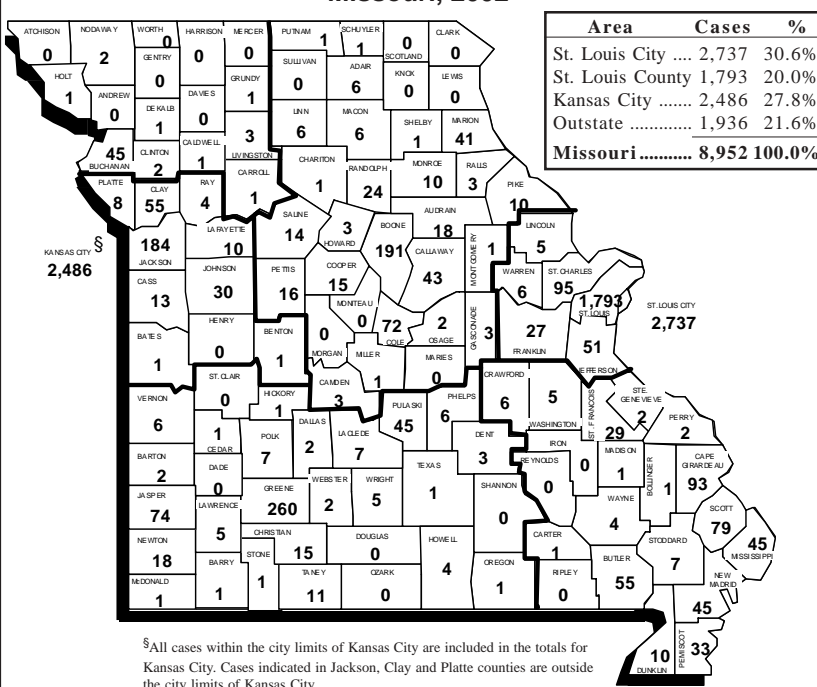 Area Cases %
St. Louis City .... 2,737 30.6%
St. Louis County 1,793 20.0%
Kansas City ....... 2,486 27.8%
Outstate ............. 1,936 21.6%
Missouri........... 8,952 100.0%
ATCHISON 0
NODAWAY 2
WORTH 0
HARRISON 0
MERCER 0
PUTNAM 1
SCHUYLER 1
SCOTLAND 0
CLARK 0
HOLT 1
ANDREW 0
GENTRY 0
DE KALB 1
DAVIES 0
GRUNDY 1
SULLIVAN 0
ADAIR 6
KNOX 0
LEWIS 0
LINN 6
MACON 6
SHELBY 1
MARION 41
BUCHANAN 45
CLINTON 2
CALDWELL 1
LIVINGSTON 3
CARROLL 1
CHARITON 1
RANDOLPH 24
MONROE 10
RALLS 3
PIKE 10
PLATTE 8
CLAY 55
RAY 4
SALINE 14
HOWARD 3
BOONE 191
AUDRAIN 18
CALLAWAY 43
MONTGOMERY 1
LINCOLN 5
KANSAS CITY §
2,486
JACKSON 184
LAFAYETTE 10
CASS 13
JOHNSON 30
PETTIS 16
COOPER 15
MONITEAU 0
COLE 72
OSAGE 2
GASCONADE 3
WARREN 6
ST. CHARLES 95
ST. LOUIS 1,793
ST.LOUIS CITY
2,737
FRANKLIN 27
JEFFERSON 51
BATES 1
HENRY 0
BENTON 1
MORGAN 0
MILLER 1
MARIES 0
CAMDEN 3
VERNON 6
ST. CLAIR 0
HICKORY 1
DALLAS 2
LACLEDE 7
PULASKI 45
PHELPS 6
CRAWFORD 6
WASHINGTON 5
ST. FRANCOIS 29
STE. GENEVIEVE 2
PERRY 2
BARTON 2
CEDAR 1
POLK 7
DADE 0
DENT 3
IRON 0
REYNOLDS 0
MADISON 1
BOLLINGER 1
CAPE GIRARDEAU 93
JASPER 74
LAWRENCE 5
GREENE 260
WEBSTER 2
WRIGHT 5
TEXAS 1
SHANNON 0
WAYNE 4
SCOTT 79
MISSISSIPPI 45
NEWTON 18
CHRISTIAN 15
DOUGLAS 0
HOWELL 4
CARTER 1
BUTLER 55
STODDARD 7
NEW MADRID 45
McDONALD 1
BARRY 1
STONE 1
TANEY 11
OZARK 0
OREGON 1
RIPLEY 0
DUNKLIN 10
PEMISCOT 33
§All cases within the city limits of Kansas City are included in the totals for
Kansas City. Cases indicated in Jackson, Clay and Platte counties are outside
the city limits of Kansas City.